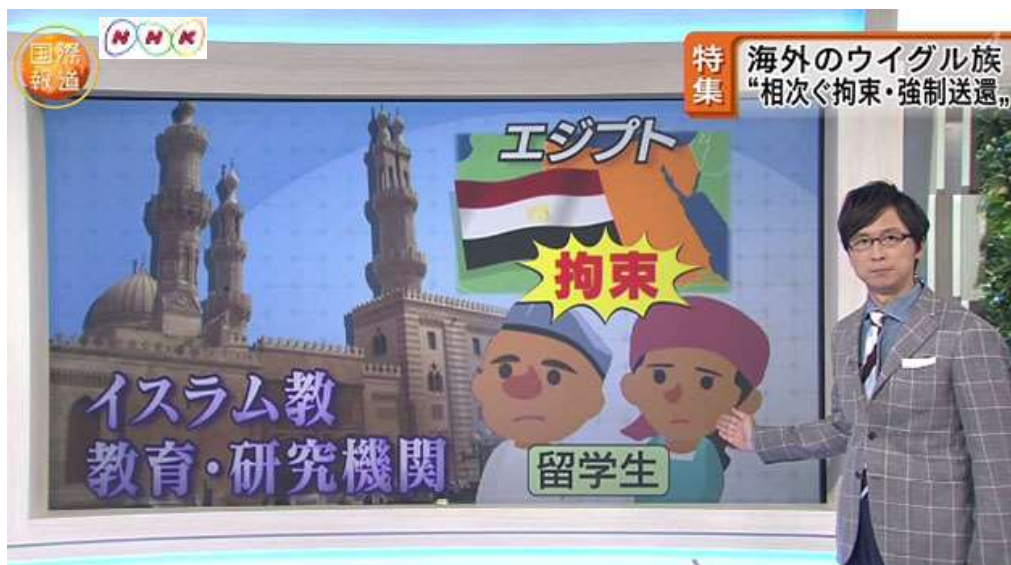 国際
報道
NHK
特集
海外のウイグル族
“相次ぐ拘束・強制送還„
エジプト
拘束
イスラム教
教育・研究機関
留学生